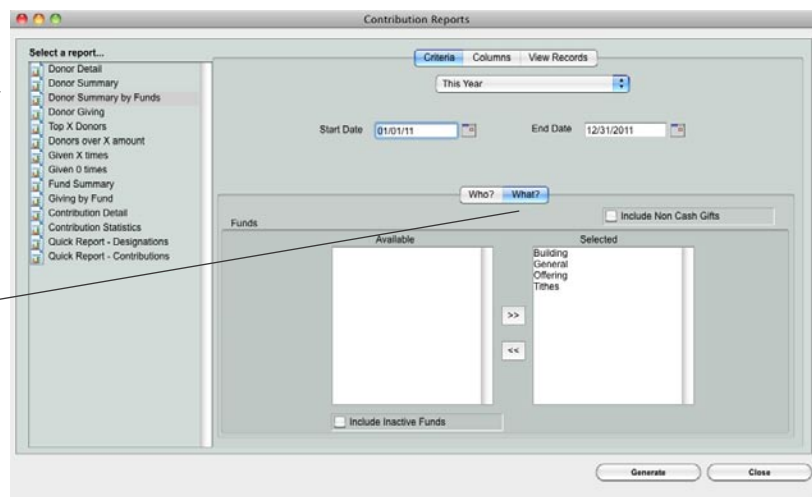 Contribution Reports
Select a report...
Donor Detail
Donor Summary
Donor Summary by Funds
Donor Giving
Top X Donors
Donors over X amount
Given X times
Given 0 times
Fund Summary
Giving by Fund
Contribution Detail
Contribution Statistics
Quick Report - Designations
Quick Report - Contributions
Criteria Columns View Records
This Year
Start Date 01/01/11 End Date 12/31/2011
Who? What?
Include Non Cash Gifts
Funds
Available Selected
Building
General
Offering
Tithes
>>
<<
Include Inactive Funds
Generate Close